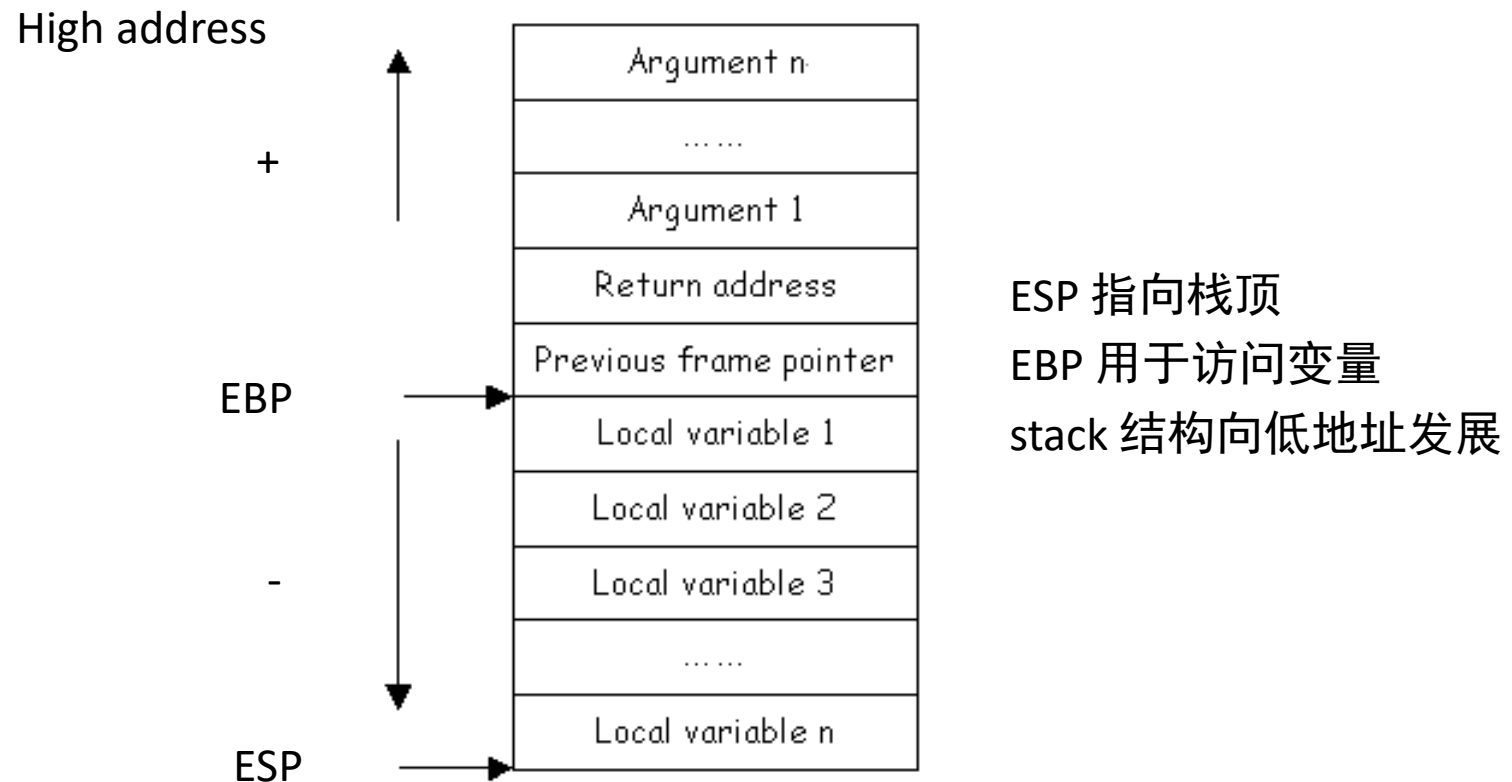 High address
Argument n
... ...
+
Argument 1
Return address
Previous frame pointer
EBP
Local variable 1
Local variable 2
-
Local variable 3
... ...
Local variable n
ESP
ESP 指向栈顶
EBP 用于访问变量
stack 结构向低地址发展